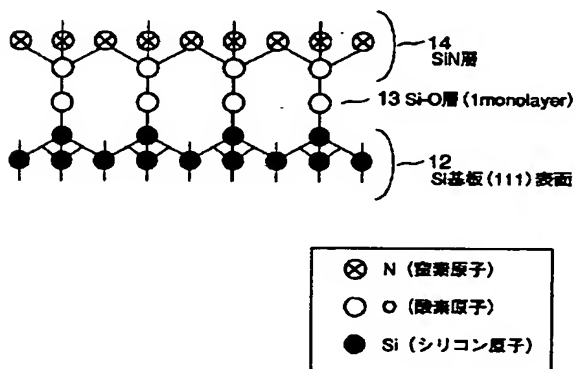 14
SiN層
13 Si-O層 (1monolayer)
12
Si基板 (111) 表面
N (窒素原子)
O (酸素原子)
Si (シリコン原子)